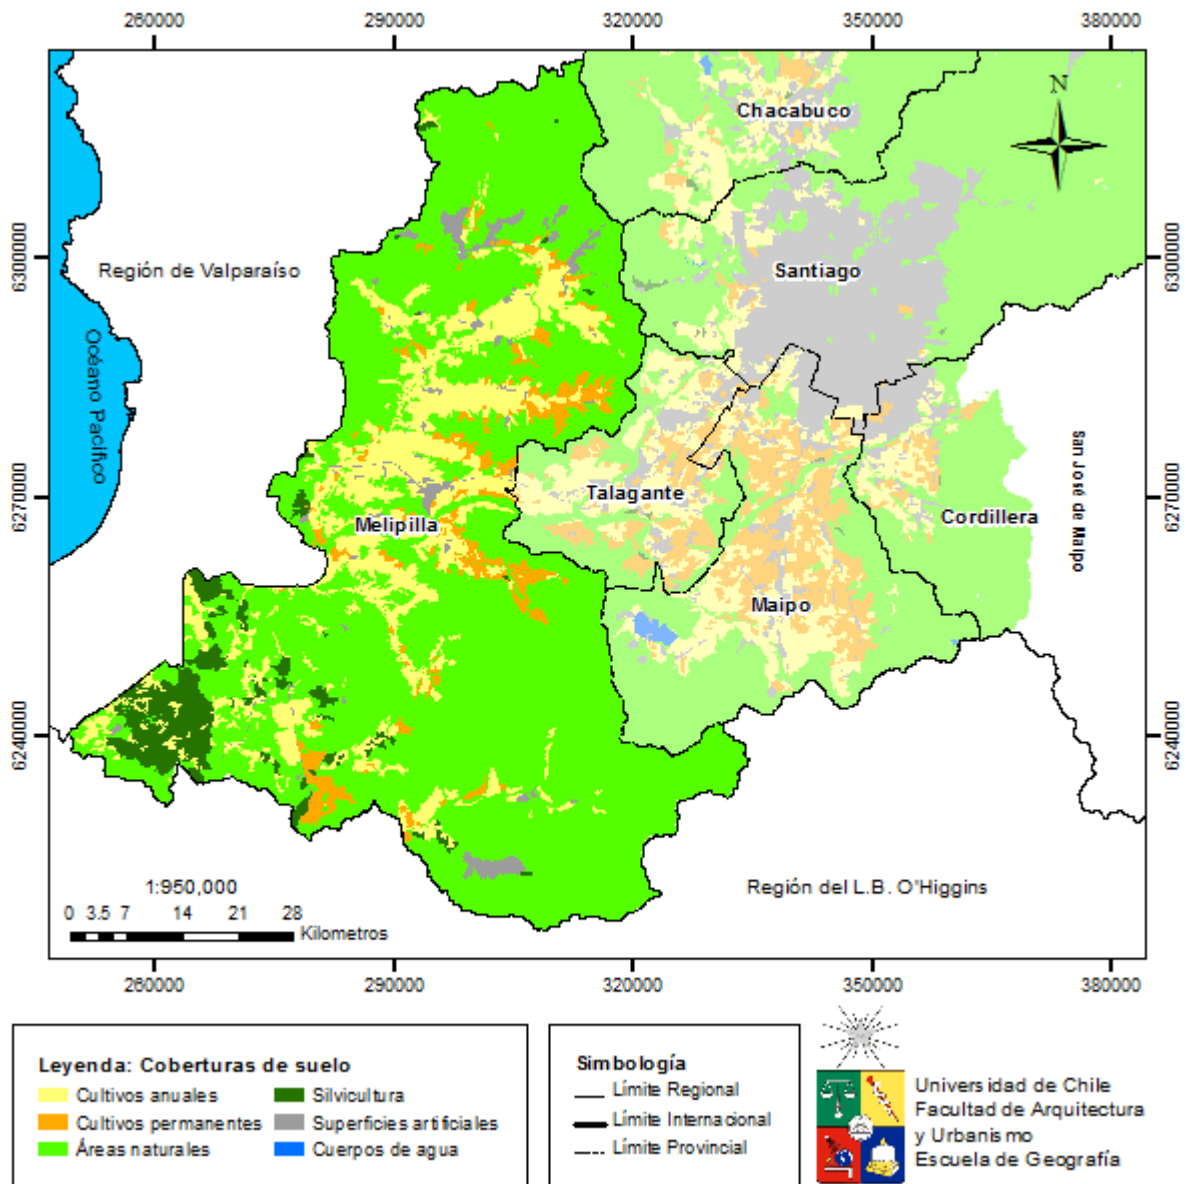 260000 290000 320000 350000 380000
N
Chacabuco
6300000
6300000
Región de Valparaíso
Santiago
Océano Pacífico
San José de Maipo
6270000
6270000
Talagante
Melipilla
Cordillera
Maipo
6240000
6240000
1:950,000
0 3.5 7 14 21 28
Kilometros
Región del L.B. O'Higgins
260000 290000 320000 350000 380000
Leyenda: Coberturas de suelo
Cultivos anuales
Cultivos permanentes
Áreas naturales
Silvicultura
Superficies artificiales
Cuerpos de agua
Simbología
Límite Regional
Límite Internacional
Límite Provincial
Universidad de Chile
Facultad de Arquitectura
y Urbanismo
Escuela de Geografía